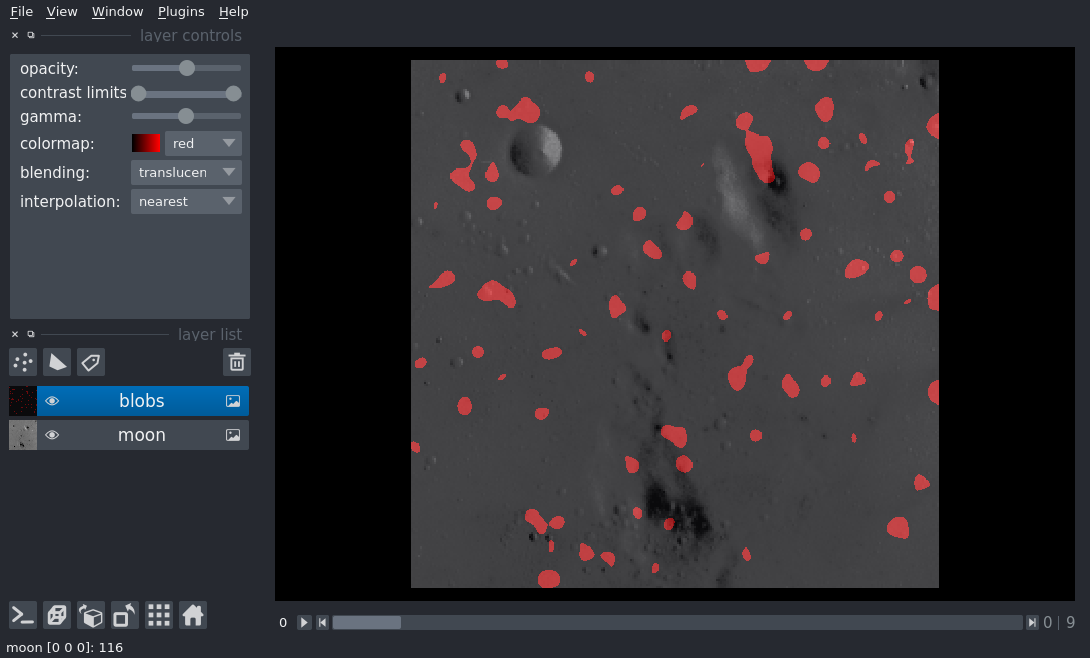 File View Window Plugins Help
layer controls
opacity:
contrast limits
gamma:
colormap: red
blending: translucen
interpolation: nearest
layer list
blobs
moon
0 0 | 9
moon [0 0 0]: 116